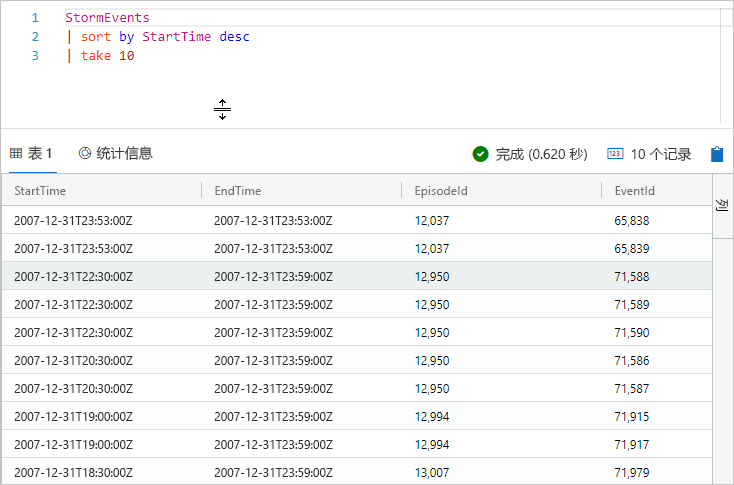 1 StormEvents
2 | sort by StartTime desc
3 | take 10
表 1 统计信息 完成 (0.620 秒) 123 10 个记录
StartTime EndTime EpisodeId EventId 列
2007-12-31T23:53:00Z 2007-12-31T23:53:00Z 12,037 65,838
2007-12-31T23:53:00Z 2007-12-31T23:53:00Z 12,037 65,839
2007-12-31T22:30:00Z 2007-12-31T23:59:00Z 12,950 71,588
2007-12-31T22:30:00Z 2007-12-31T23:59:00Z 12,950 71,589
2007-12-31T22:30:00Z 2007-12-31T23:59:00Z 12,950 71,590
2007-12-31T20:30:00Z 2007-12-31T23:59:00Z 12,950 71,586
2007-12-31T20:30:00Z 2007-12-31T23:59:00Z 12,950 71,587
2007-12-31T19:00:00Z 2007-12-31T23:59:00Z 12,994 71,915
2007-12-31T19:00:00Z 2007-12-31T23:59:00Z 12,994 71,917
2007-12-31T18:30:00Z 2007-12-31T23:59:00Z 13,007 71,979